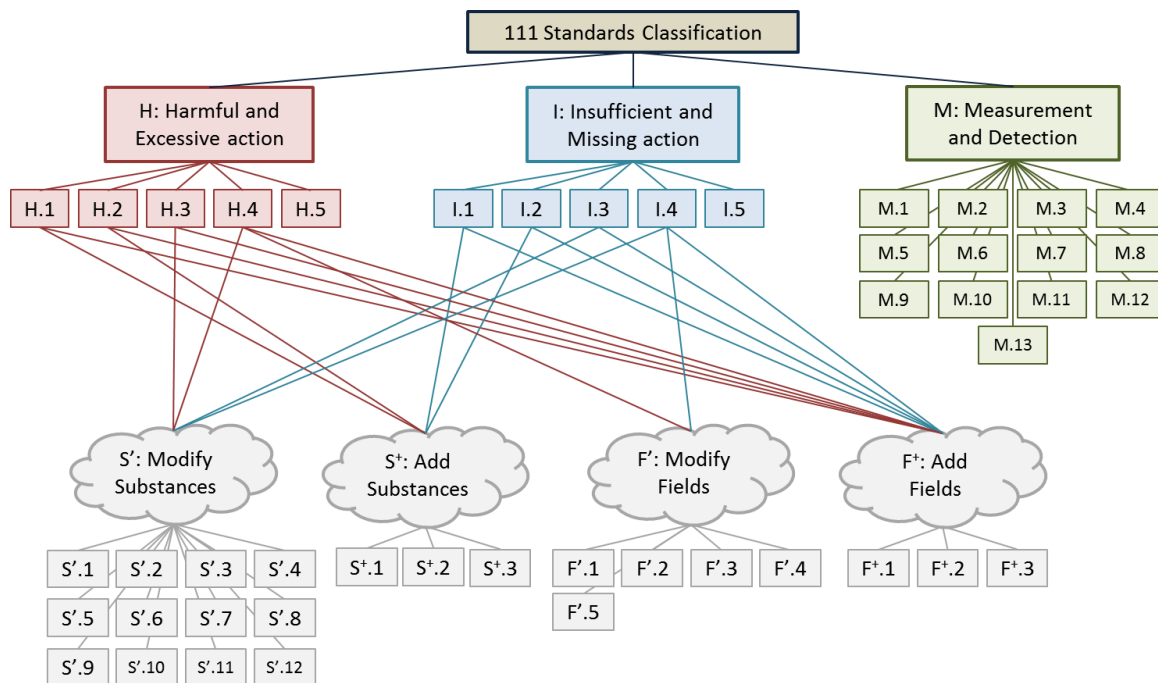 111 Standards Classification
H: Harmful and
Excessive action
I: Insufficient and
Missing action
M: Measurement
and Detection
H.1 H.2 H.3 H.4 H.5
I.1 I.2 I.3 I.4 I.5
M.1 M.2 M.3 M.4
M.5 M.6 M.7 M.8
M.9 M.10 M.11 M.12
M.13
S’: Modify
Substances
S⁺: Add
Substances
F’: Modify
Fields
F⁺: Add
Fields
S’.1 S’.2 S’.3 S’.4
S’.5 S’.6 S’.7 S’.8
S’.9 S’.10 S’.11 S’.12
S⁺.1 S⁺.2 S⁺.3
F’.1 F’.2 F’.3 F’.4
F’.5
F⁺.1 F⁺.2 F⁺.3